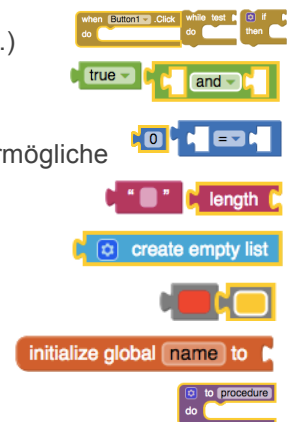 when Button1 .Click while test if
.)
do do then
true and
rmögliche 0 =
“ ” length
create empty list
initialize global name to
to procedure
do